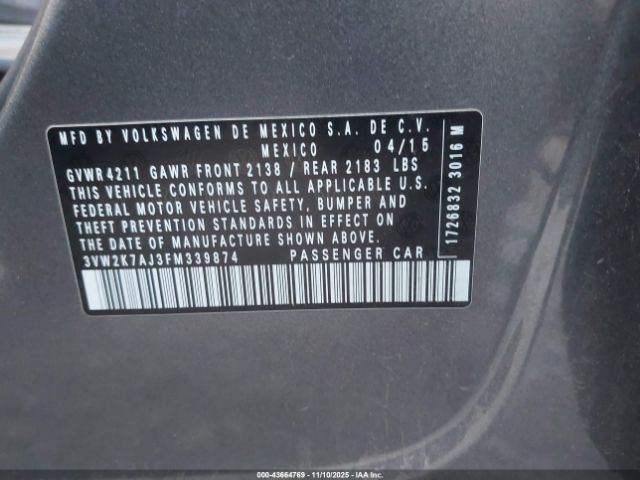 MFD BY VOLKSWAGEN DE MEXICO S.A. DE C.V.
MEXICO 04/15
GVWR 4211 GAWR FRONT 2138 / REAR 2183 LBS
THIS VEHICLE CONFORMS TO ALL APPLICABLE U.S.
FEDERAL MOTOR VEHICLE SAFETY, BUMPER AND
THEFT PREVENTION STANDARDS IN EFFECT ON
THE DATE OF MANUFACTURE SHOWN ABOVE.
3VW2K7AJ3FM339874 PASSENGER CAR
1726832 3016 M
000-43664769 - 11/10/2025 - IAAI.com